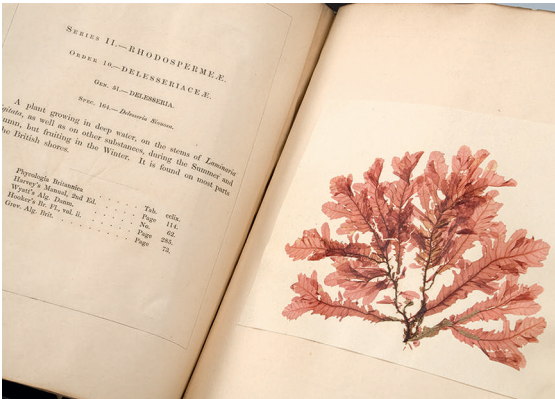 Series II.—RHODOSPERMEÆ.
Order 10.—DELESSERIACEÆ.
Gen. 51.—DELESSERIA.
Spec. 164.—Delesseria Sinuosa.
A plant growing in deep water, on the stems of Laminaria
digitata, as well as on other substances, during the Summer and
, but fruiting in the Winter. It is found on most parts
the British shores.
Phycologia Britannica . . . Tab. cclix.
Harvey's Manual, 2nd Ed. . . . Page 114.
Wyatt's Alg. Danm. . . . No. 62.
Hooker's Br. Fl., vol. ii. . . . Page 285.
Grev. Alg. Brit. . . . Page 73.